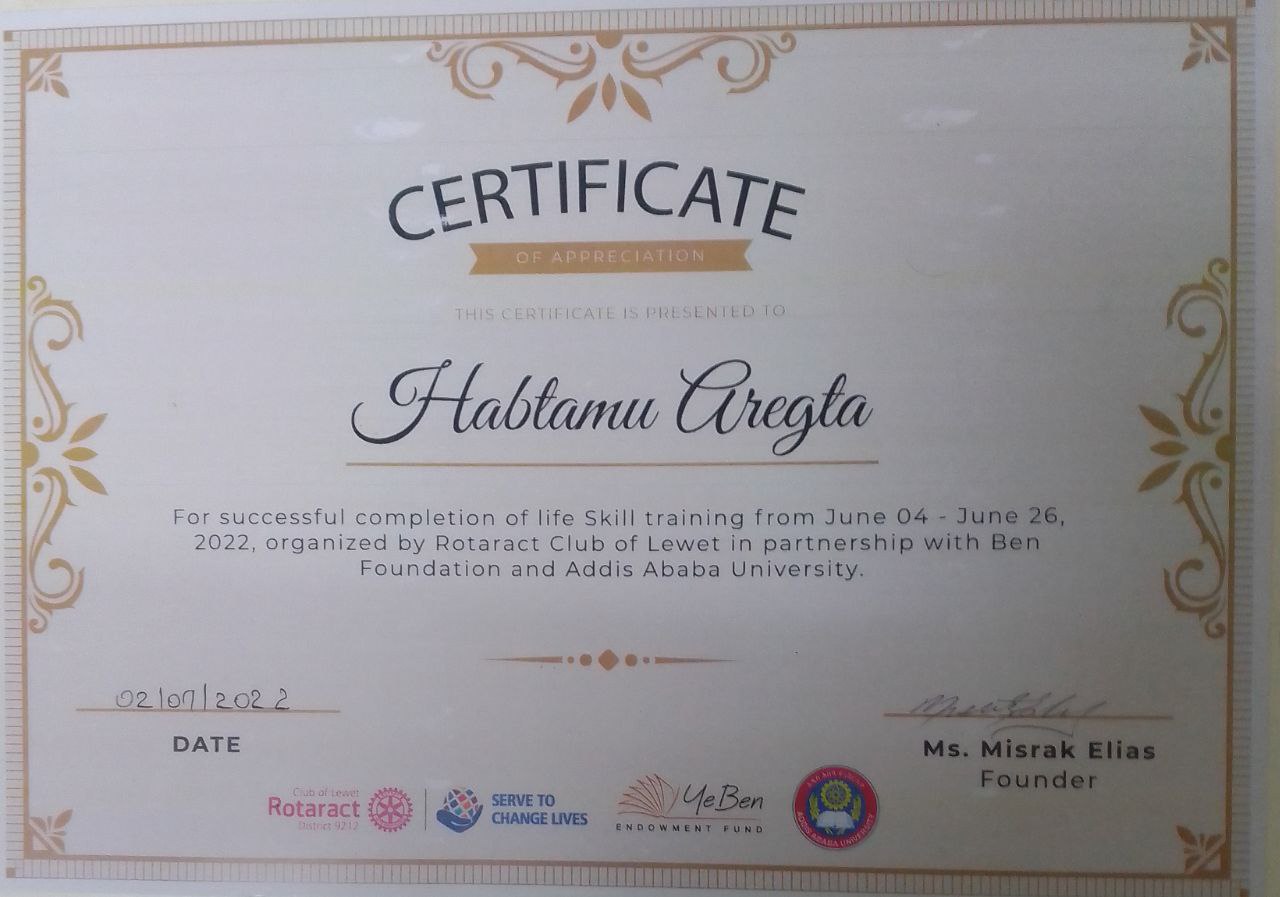 CERTIFICATE
OF APPRECIATION
THIS CERTIFICATE IS PRESENTED TO
Habtamu Aregta
For successful completion of life Skill training from June 04 - June 26,
2022, organized by Rotaract Club of Lewet in partnership with Ben
Foundation and Addis Ababa University.
02/07/2022
DATE
Ms. Misrak Elias
Founder
Club of Lewet
Rotaract
District 9212
SERVE TO
CHANGE LIVES
YeBen
ENDOWMENT FUND
ADDIS ABABA UNIVERSITY